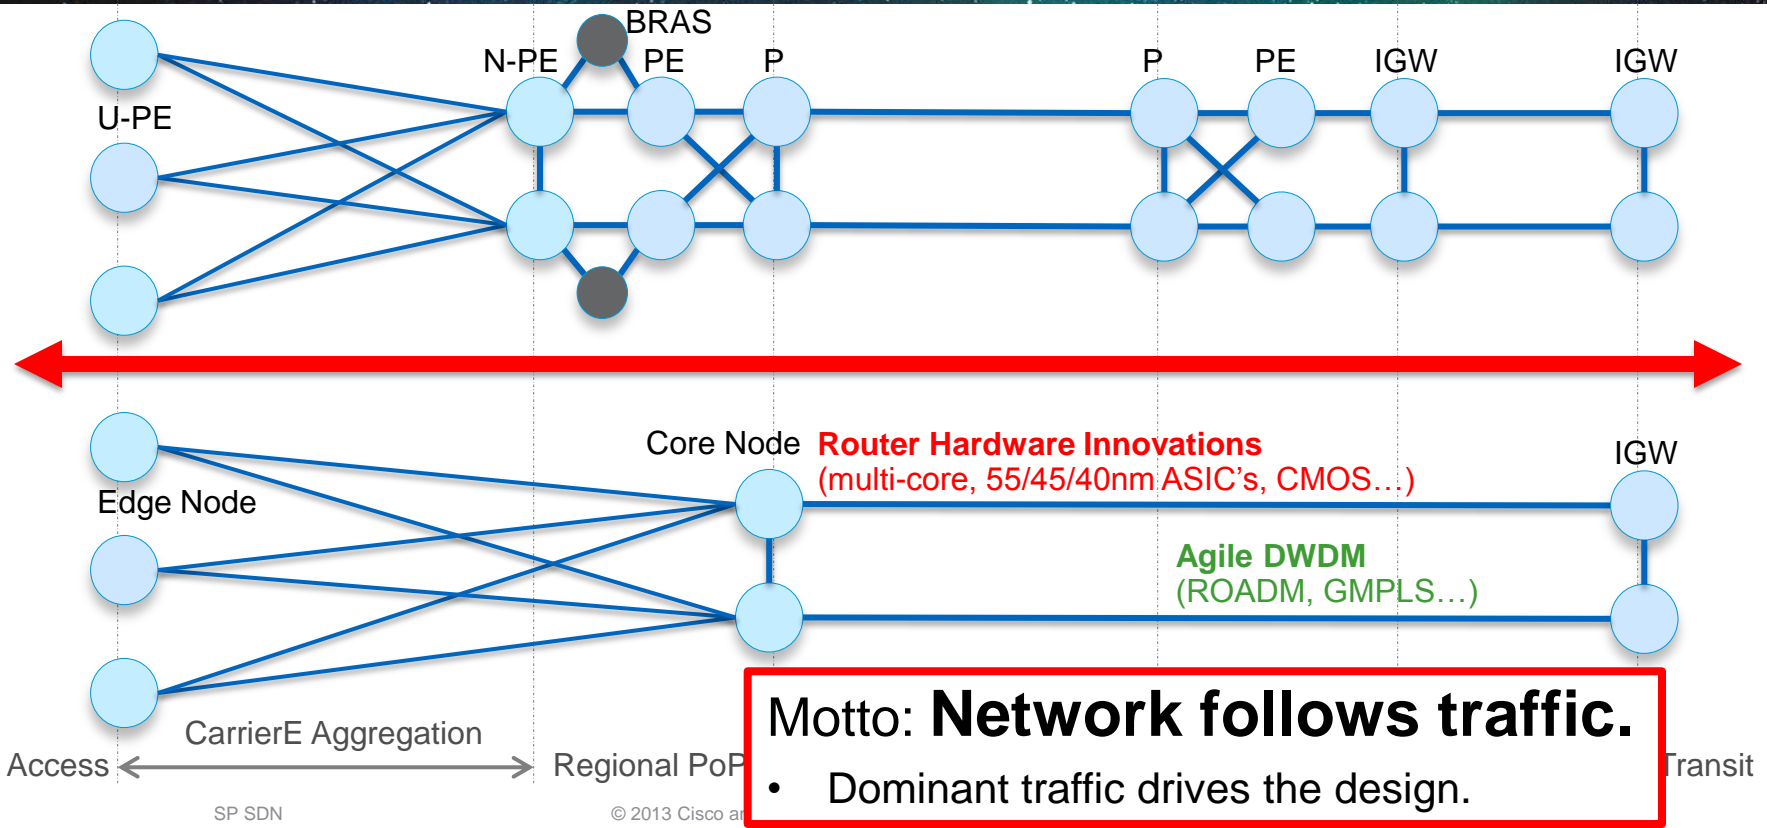 BRAS
N-PE
PE
P
P
PE
IGW
IGW
U-PE
Core Node
Router Hardware Innovations
(multi-core, 55/45/40nm ASIC's, CMOS…)
IGW
Edge Node
Agile DWDM
(ROADM, GMPLS…)
Motto: Network follows traffic.
• Dominant traffic drives the design.
CarrierE Aggregation
Access
Regional PoP
Transit
SP SDN
© 2013 Cisco